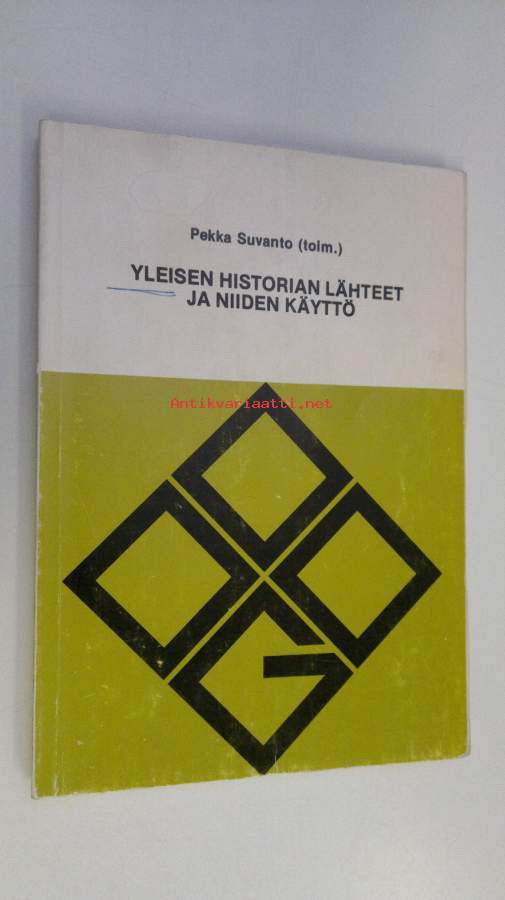 Pekka Suvanto (toim.)
YLEISEN HISTORIAN LÄHTEET
JA NIIDEN KÄYTTÖ
Antikvariaatti.net